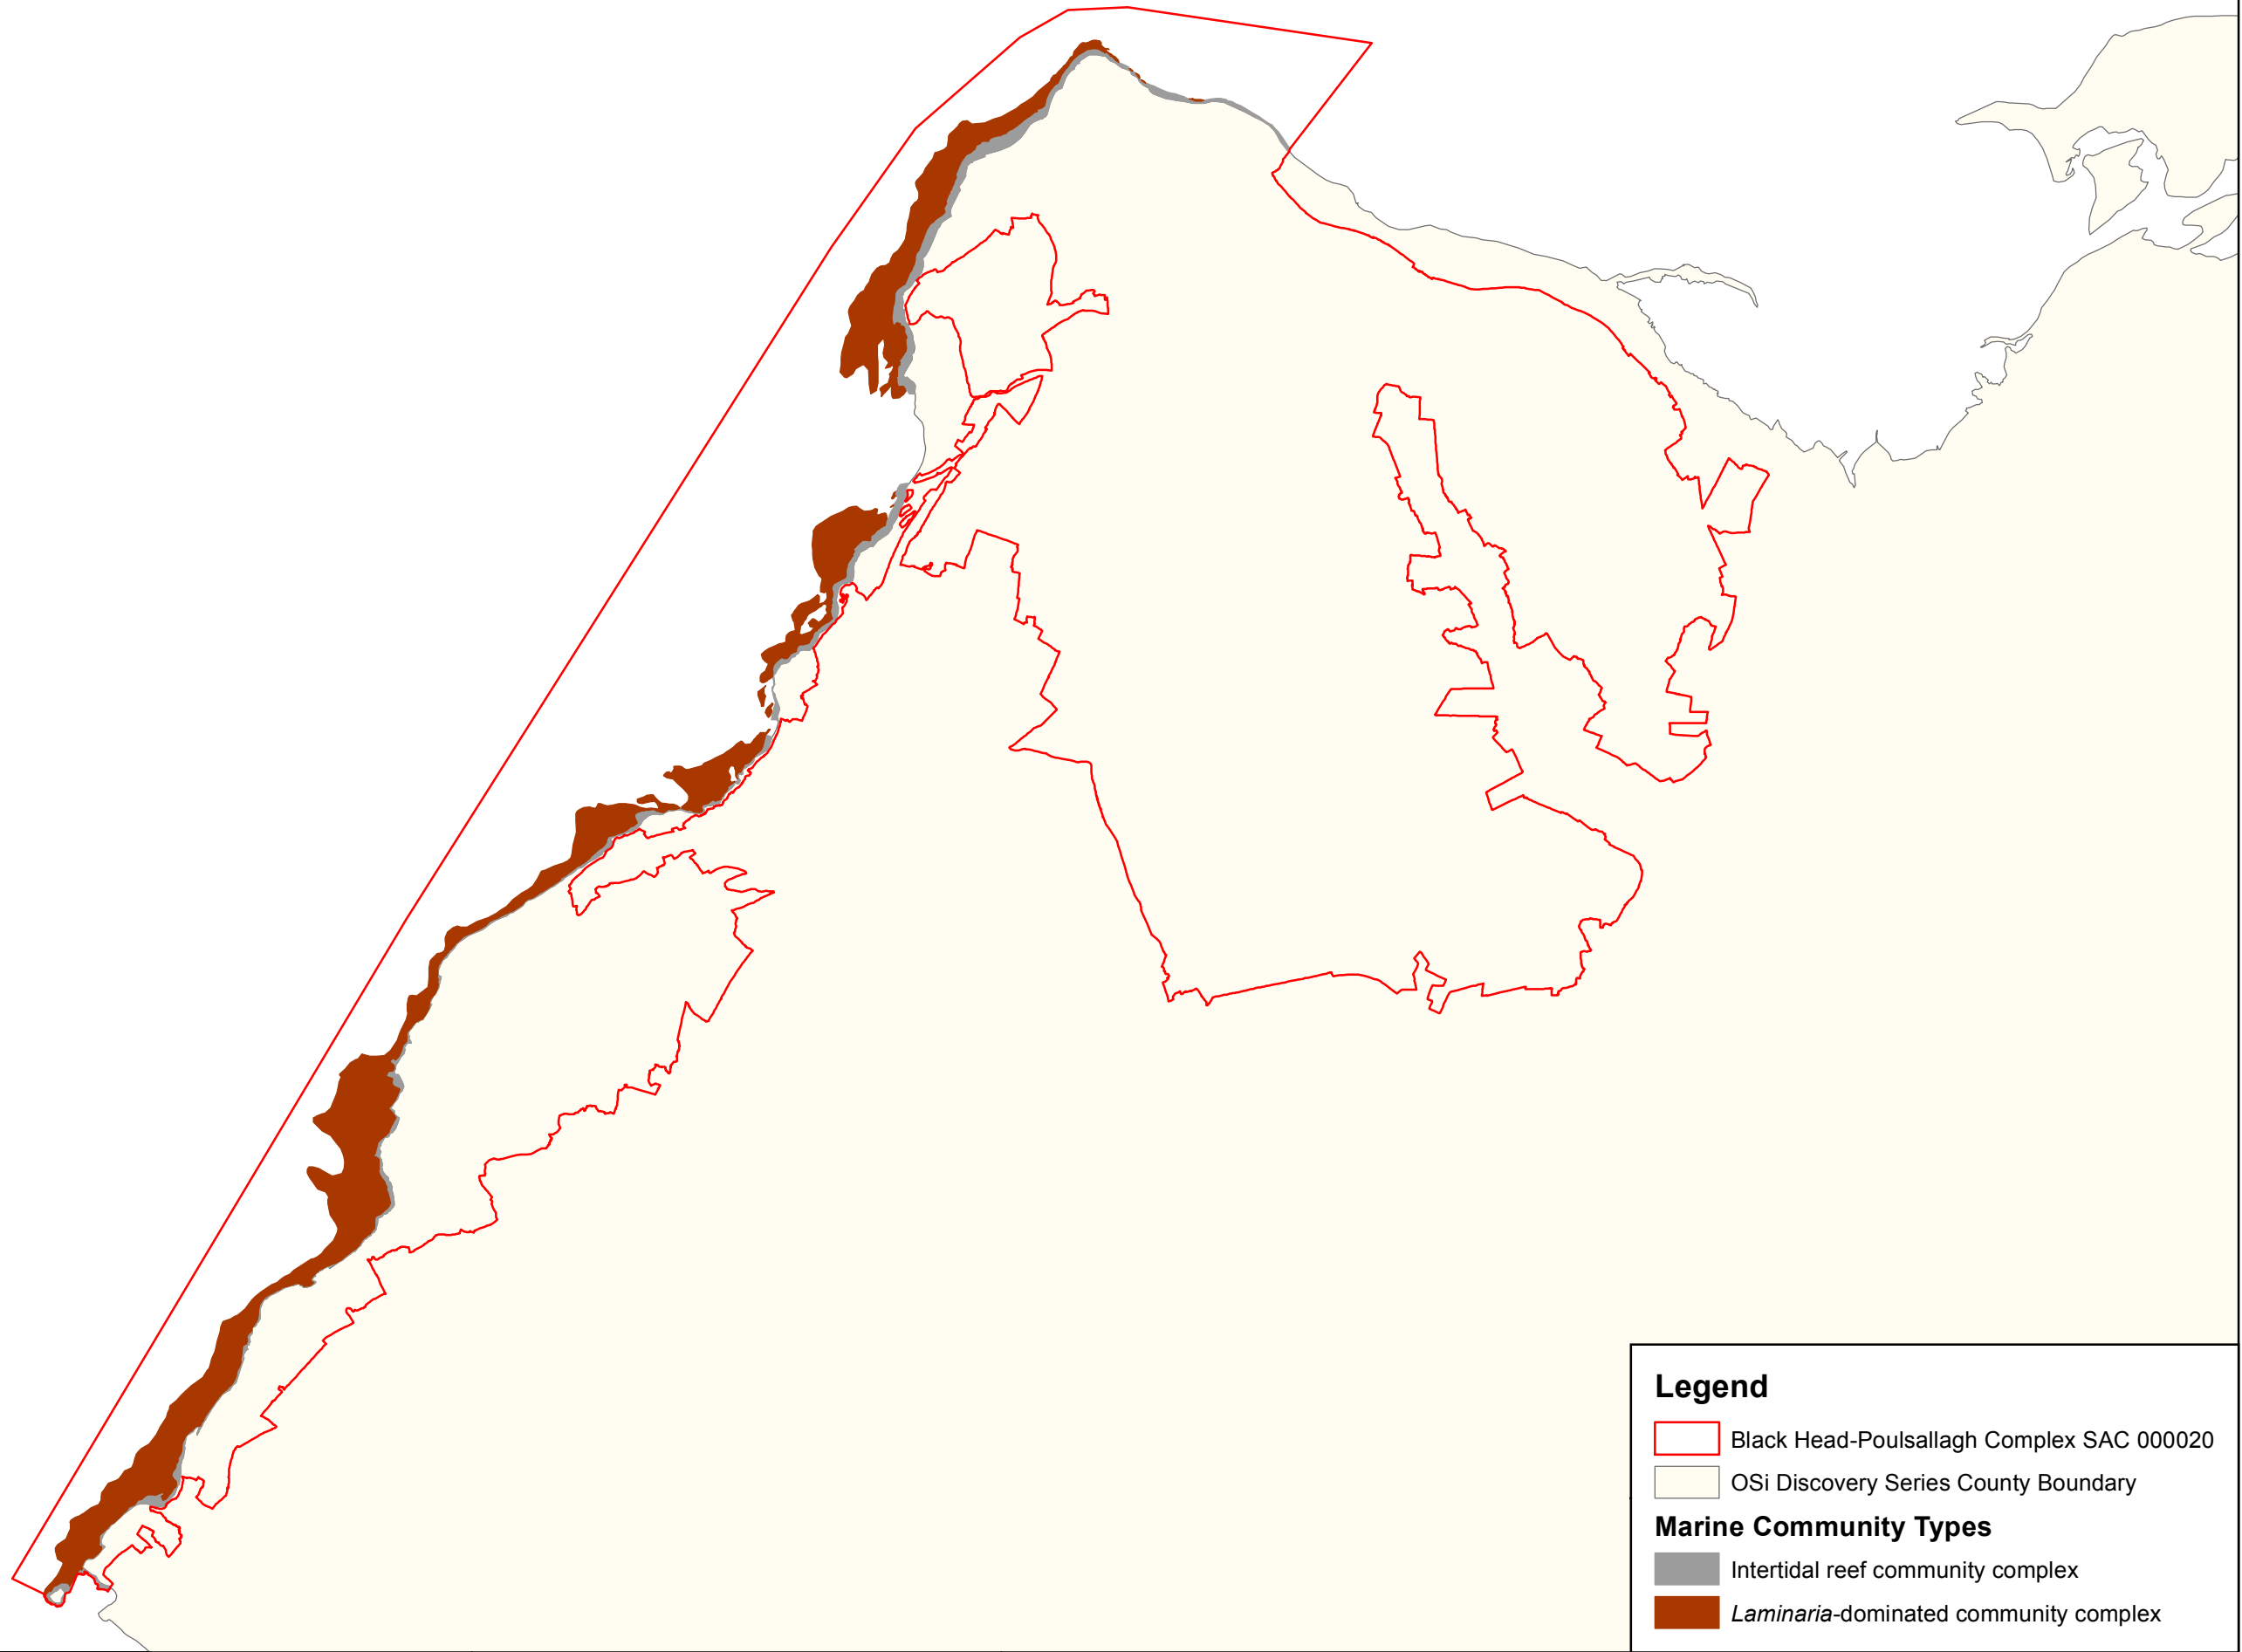 Legend
Black Head-Poulsallagh Complex SAC 000020
OSi Discovery Series County Boundary
Marine Community Types
Intertidal reef community complex
Laminaria-dominated community complex